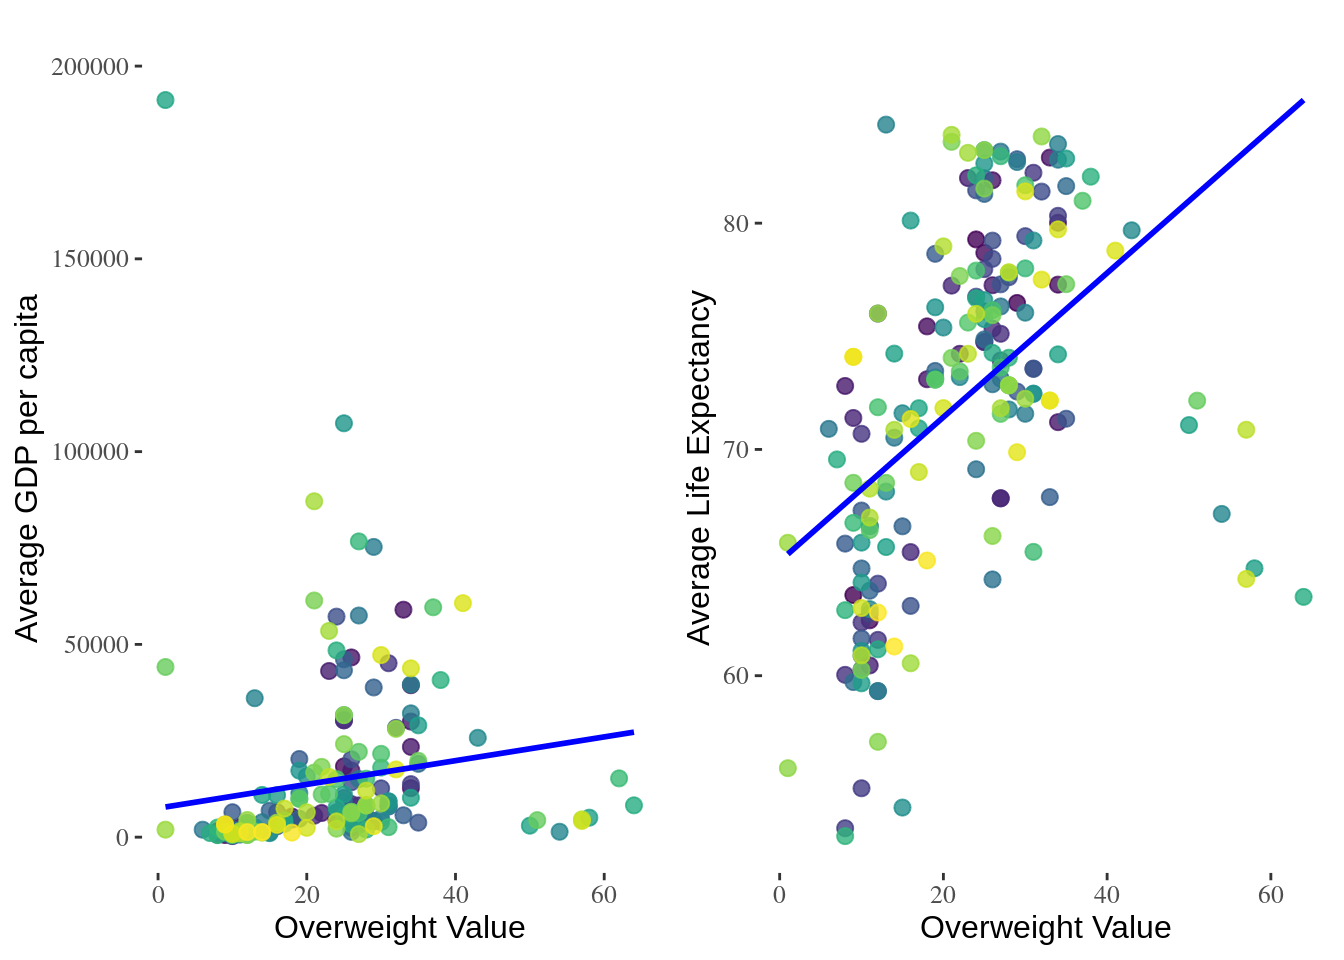 200000
150000
100000
50000
0
Average GDP per capita
0 20 40 60
Overweight Value
80
70
60
Average Life Expectancy
0 20 40 60
Overweight Value